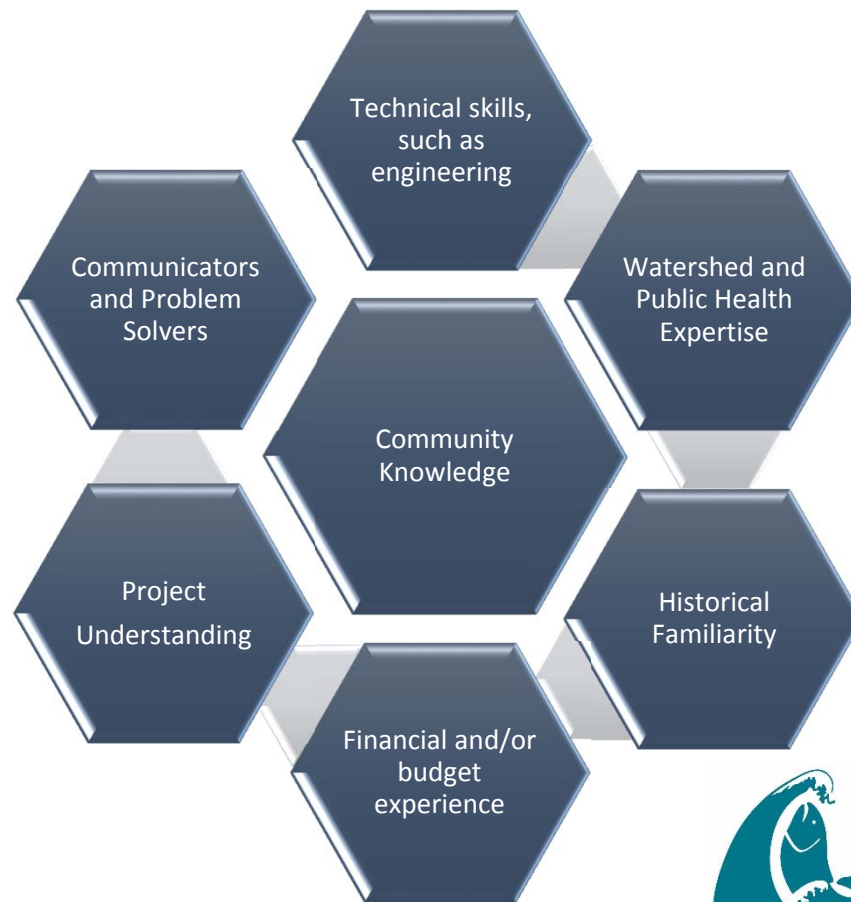 Technical skills,
such as
engineering
Communicators
and Problem
Solvers
Watershed and
Public Health
Expertise
Community
Knowledge
Project
Understanding
Historical
Familiarity
Financial and/or
budget
experience